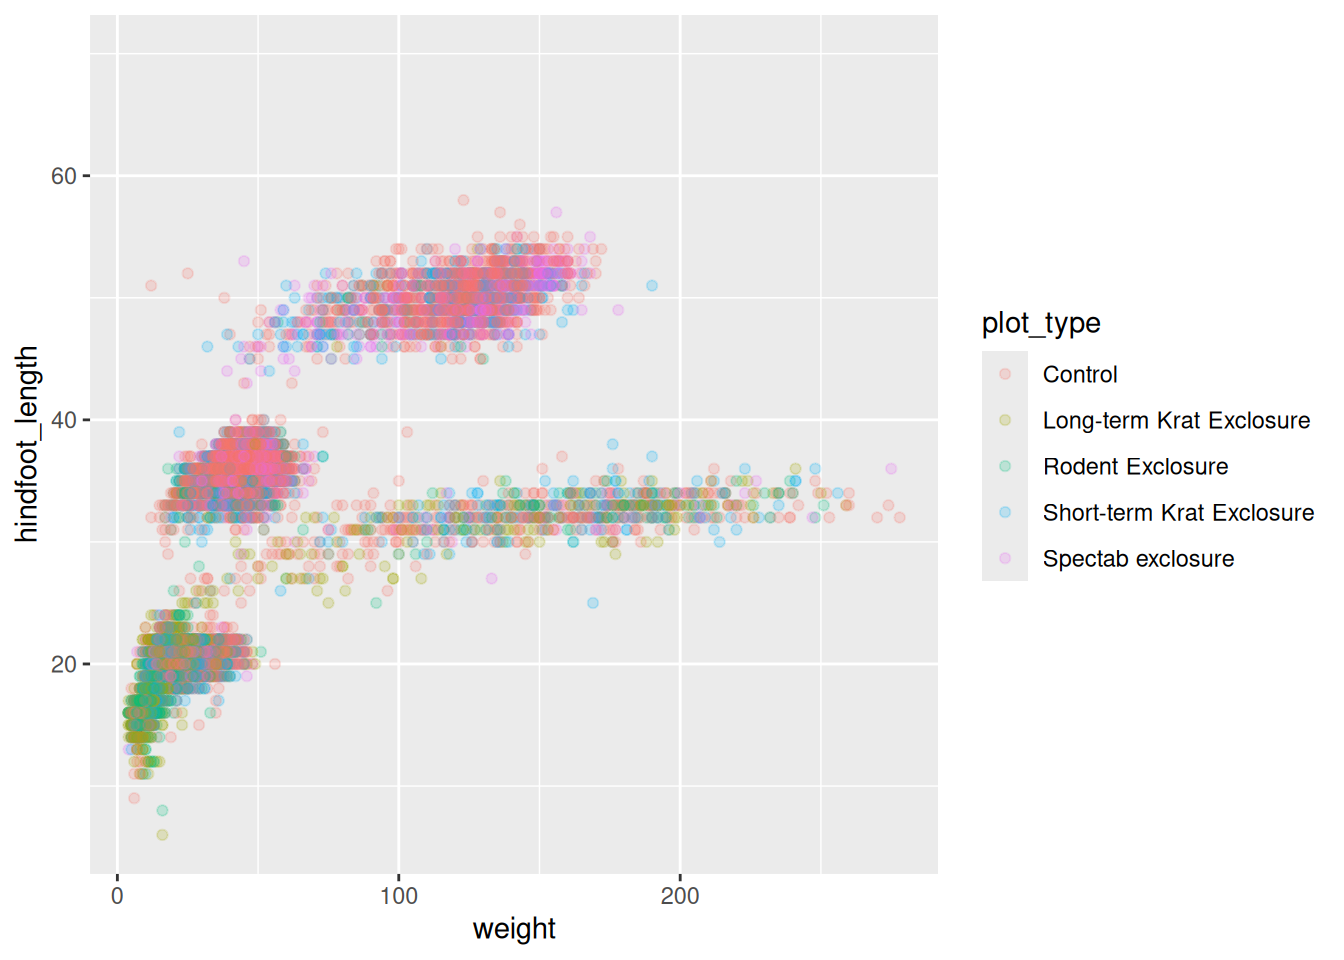 60
40
20
0
100
200
weight
hindfoot_length
plot_type
Control
Long-term Krat Exclosure
Rodent Exclosure
Short-term Krat Exclosure
Spectab exclosure